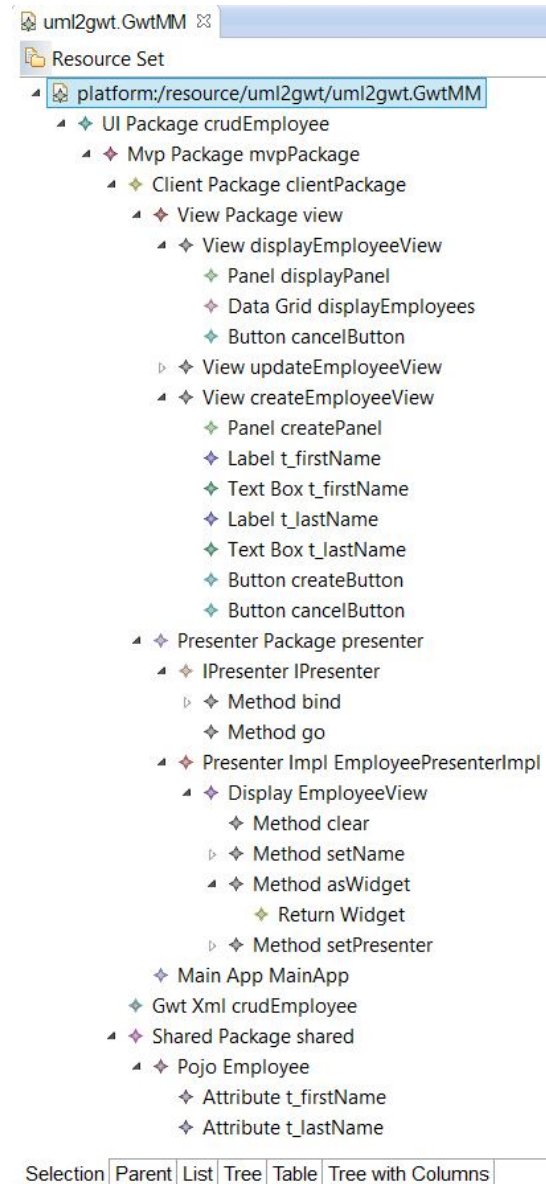 uml2gwt.GwtMM
Resource Set
platform:/resource/uml2gwt/uml2gwt.GwtMM
UI Package crudEmployee
Mvp Package mvpPackage
Client Package clientPackage
View Package view
View displayEmployeeView
Panel displayPanel
Data Grid displayEmployees
Button cancelButton
View updateEmployeeView
View createEmployeeView
Panel createPanel
Label t_firstName
Text Box t_firstName
Label t_lastName
Text Box t_lastName
Button createButton
Button cancelButton
Presenter Package presenter
IPresenter IPresenter
Method bind
Method go
Presenter Impl EmployeePresenterImpl
Display EmployeeView
Method clear
Method setName
Method asWidget
Return Widget
Method setPresenter
Main App MainApp
Gwt Xml crudEmployee
Shared Package shared
Pojo Employee
Attribute t_firstName
Attribute t_lastName
Selection Parent List Tree Table Tree with Columns